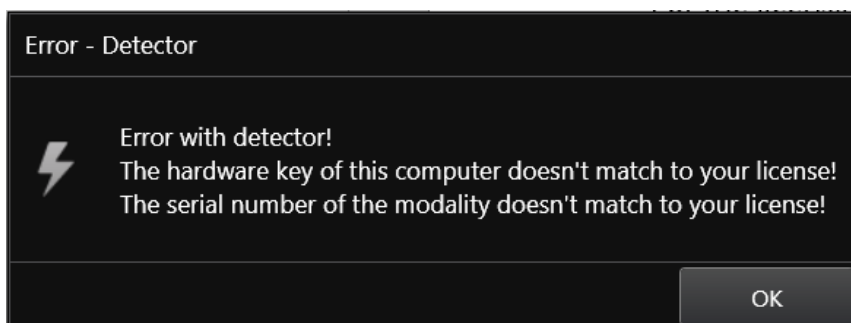 Error - Detector
Error with detector!
The hardware key of this computer doesn't match to your license!
The serial number of the modality doesn't match to your license!
OK